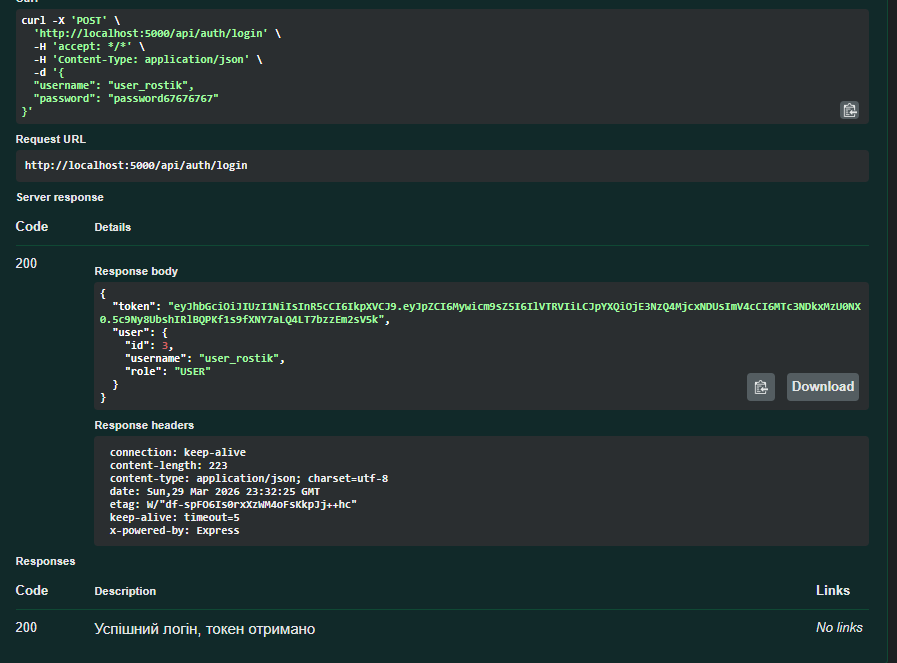 Curl
curl -X 'POST' \
'http://localhost:5000/api/auth/login' \
-H 'accept: */*' \
-H 'Content-Type: application/json' \
-d '{
"username": "user_rostik",
"password": "password67676767"
}'
Request URL
http://localhost:5000/api/auth/login
Server response
Code Details
200
Response body
{
"token": "eyJhbGciOiJIUzI1NiIsInR5cCI6IkpXVCJ9.eyJpZCI6Mywicm9sZSI6IlVTRVIiLCJpYXQiOjE3NzQ4MjcxNDUsImV4cCI6MTc3NDkxMzU0NX
0.5c9Ny8UbshIRlBQPKf1s9fXNY7aLQ4LT7bzzEm2sV5k",
"user": {
"id": 3,
"username": "user_rostik",
"role": "USER"
}
}
Download
Response headers
connection: keep-alive
content-length: 223
content-type: application/json; charset=utf-8
date: Sun,29 Mar 2026 23:32:25 GMT
etag: W/"df-spFO6Is0rxXzWM4oFsKkpJj++hc"
keep-alive: timeout=5
x-powered-by: Express
Responses
Code Description Links
200 Успішний логін, токен отримано No links